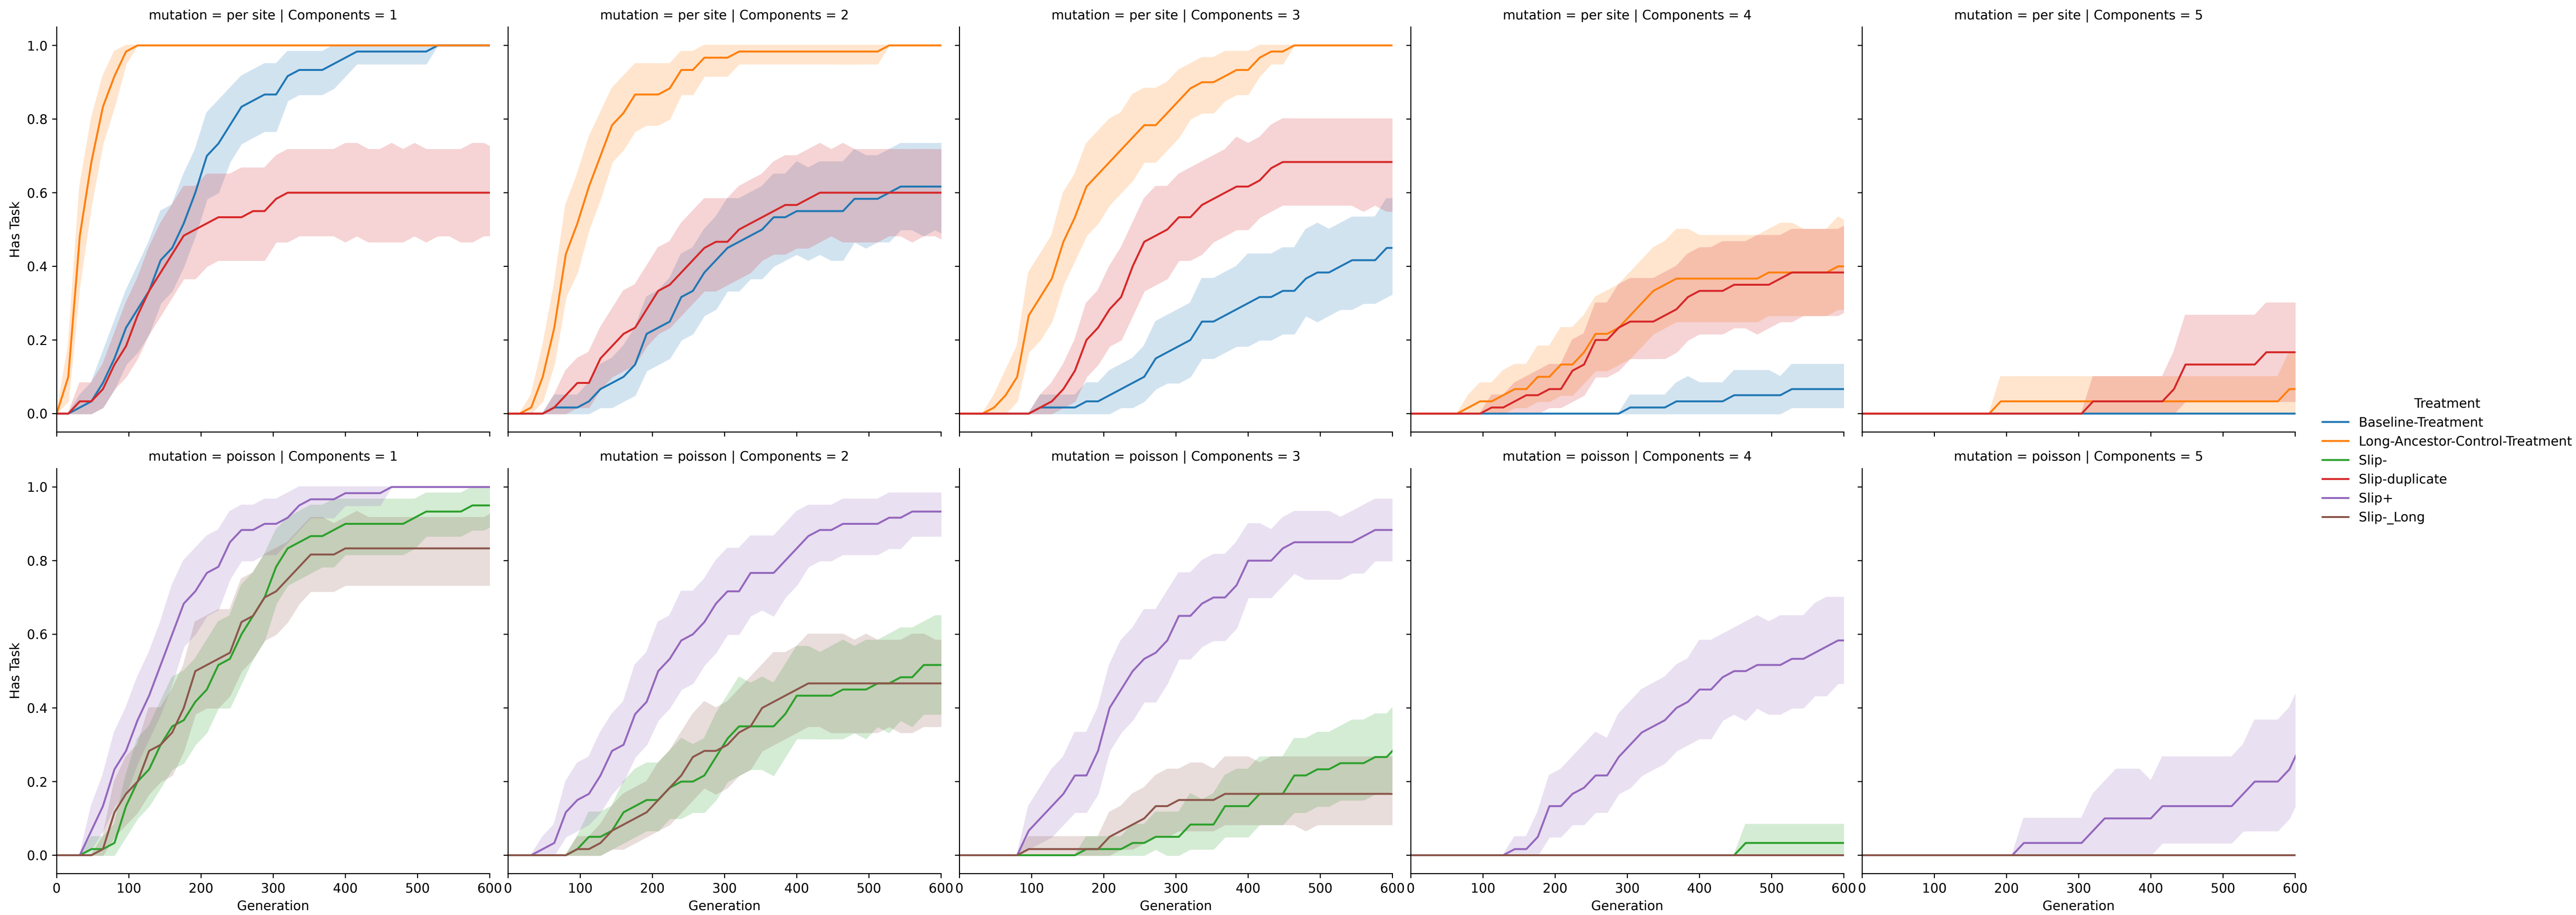 mutation = per site | Components = 1
mutation = per site | Components = 2
mutation = per site | Components = 3
mutation = per site | Components = 4
mutation = per site | Components = 5
1.0
0.8
0.6
0.4
0.2
0.0
Has Task
mutation = poisson | Components = 1
mutation = poisson | Components = 2
mutation = poisson | Components = 3
mutation = poisson | Components = 4
mutation = poisson | Components = 5
1.0
0.8
0.6
0.4
0.2
0.0
Has Task
0 100 200 300 400 500 600
0 100 200 300 400 500 600
0 100 200 300 400 500 600
0 100 200 300 400 500 600
0 100 200 300 400 500 600
Generation
Generation
Generation
Generation
Generation
Treatment
Baseline-Treatment
Long-Ancestor-Control-Treatment
Slip-
Slip-duplicate
Slip+
Slip-_Long